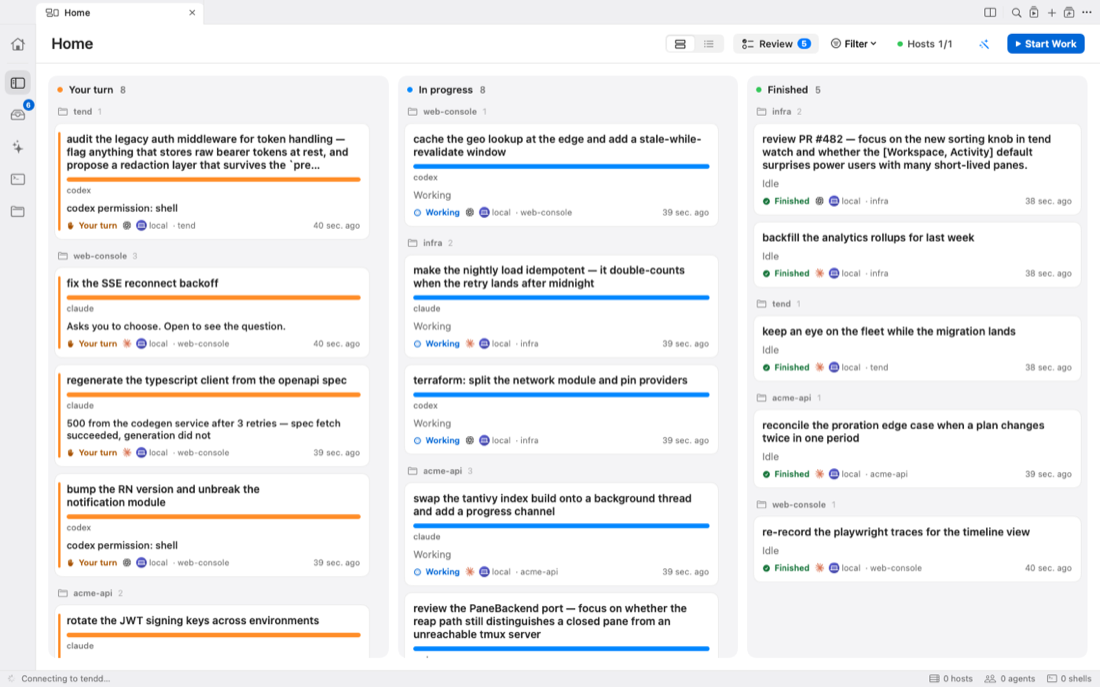 Home
Home
Review 5
Filter
Hosts 1/1
Start Work
6
Your turn 8
tend 1
audit the legacy auth middleware for token handling —
flag anything that stores raw bearer tokens at rest, and
propose a redaction layer that survives the `pre...
codex
codex permission: shell
Your turn local · tend 40 sec. ago
web-console 3
fix the SSE reconnect backoff
claude
Asks you to choose. Open to see the question.
Your turn local · web-console 40 sec. ago
regenerate the typescript client from the openapi spec
claude
500 from the codegen service after 3 retries — spec fetch
succeeded, generation did not
Your turn local · web-console 39 sec. ago
bump the RN version and unbreak the
notification module
codex
codex permission: shell
Your turn local · web-console 39 sec. ago
acme-api 2
rotate the JWT signing keys across environments
claude
In progress 8
web-console 1
cache the geo lookup at the edge and add a stale-while-
revalidate window
codex
Working
Working local · web-console 39 sec. ago
infra 2
make the nightly load idempotent — it double-counts
when the retry lands after midnight
claude
Working
Working local · infra 39 sec. ago
terraform: split the network module and pin providers
codex
Working
Working local · infra 39 sec. ago
acme-api 3
swap the tantivy index build onto a background thread
and add a progress channel
claude
Working
Working local · acme-api 39 sec. ago
review the PaneBackend port — focus on whether the
reap path still distinguishes a closed pane from an
unreachable tmux server
Finished 5
infra 2
review PR #482 — focus on the new sorting knob in tend
watch and whether the [Workspace, Activity] default
surprises power users with many short-lived panes.
Idle
Finished local · infra 38 sec. ago
backfill the analytics rollups for last week
Idle
Finished local · infra 38 sec. ago
tend 1
keep an eye on the fleet while the migration lands
Idle
Finished local · tend 38 sec. ago
acme-api 1
reconcile the proration edge case when a plan changes
twice in one period
Idle
Finished local · acme-api 39 sec. ago
web-console 1
re-record the playwright traces for the timeline view
Idle
Finished local · web-console 40 sec. ago
Connecting to tendd...
0 hosts
0 agents
0 shells